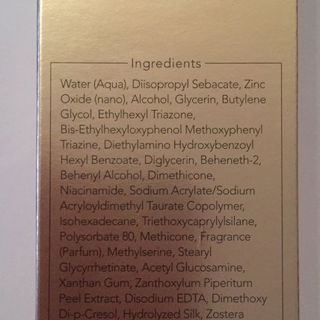 Ingredients
Water (Aqua), Diisopropyl Sebacate, Zinc
Oxide (nano), Alcohol, Glycerin, Butylene
Glycol, Ethylhexyl Triazone,
Bis-Ethylhexyloxyphenol Methoxyphenyl
Triazine, Diethylamino Hydroxybenzoyl
Hexyl Benzoate, Diglycerin, Beheneth-2,
Behenyl Alcohol, Dimethicone,
Niacinamide, Sodium Acrylate/Sodium
Acryloyldimethyl Taurate Copolymer,
Isohexadecane, Triethoxycaprylylsilane,
Polysorbate 80, Methicone, Fragrance
(Parfum), Methylserine, Stearyl
Glycyrrhetinate, Acetyl Glucosamine,
Xanthan Gum, Zanthoxylum Piperitum
Peel Extract, Disodium EDTA, Dimethoxy
Di-p-Cresol, Hydrolyzed Silk, Zostera